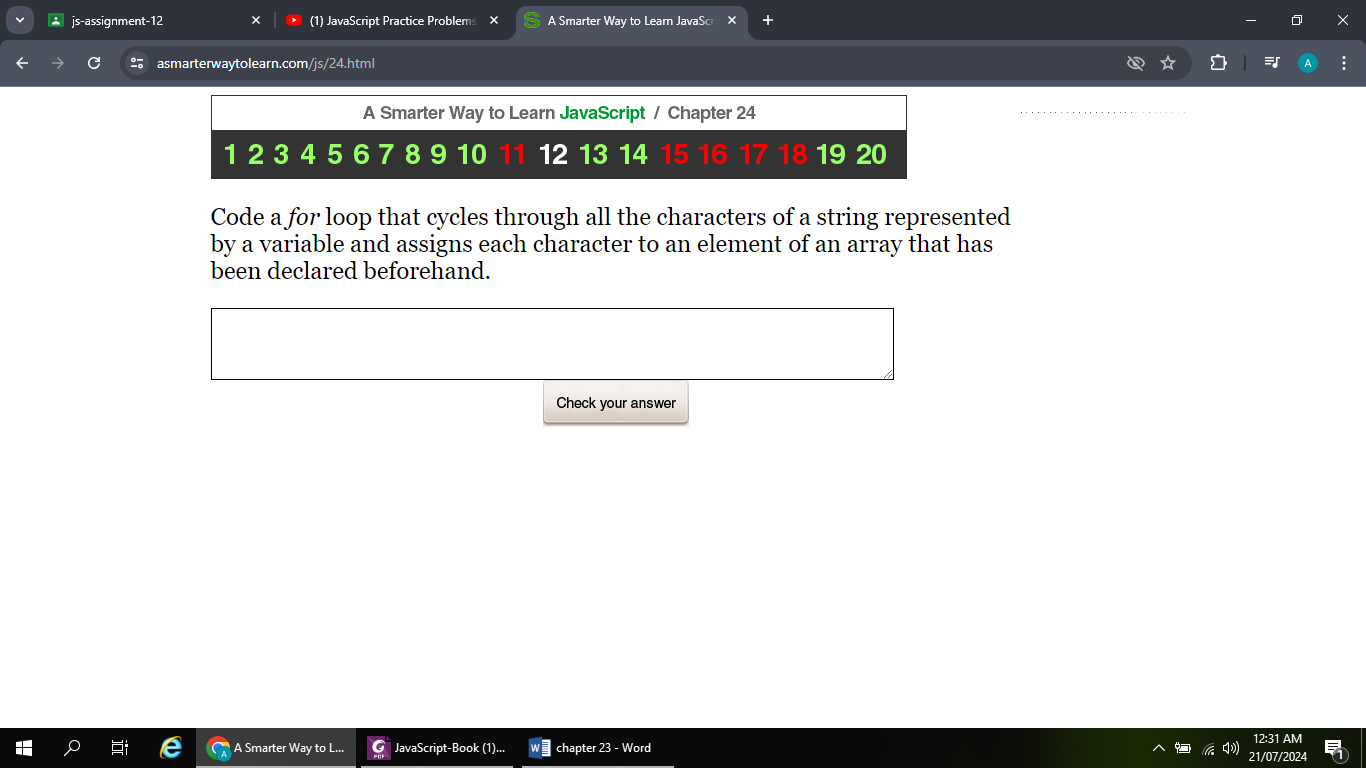 js-assignment-12
(1) JavaScript Practice Problems
A Smarter Way to Learn JavaScr
asmarterwaytolearn.com/js/24.html
A
A Smarter Way to Learn JavaScript / Chapter 24
1 2 3 4 5 6 7 8 9 10 11 12 13 14 15 16 17 18 19 20
Code a for loop that cycles through all the characters of a string represented
by a variable and assigns each character to an element of an array that has
been declared beforehand.
Check your answer
A Smarter Way to L...
JavaScript-Book (1)...
chapter 23 - Word
12:31 AM
21/07/2024
1